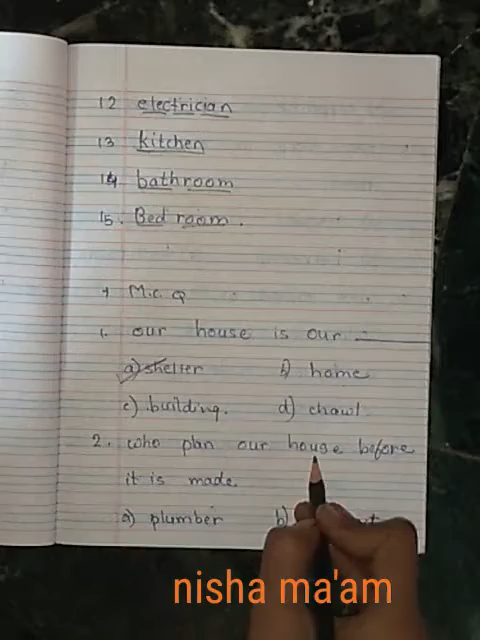 12 electrician
13 kitchen
14 bathroom
15. Bed room.
M.c Q
1. our house is our ___
a) shelter b) home
c) building. d) chawl
2. who plan our house before
it is made.
a) plumber b)
nisha ma'am